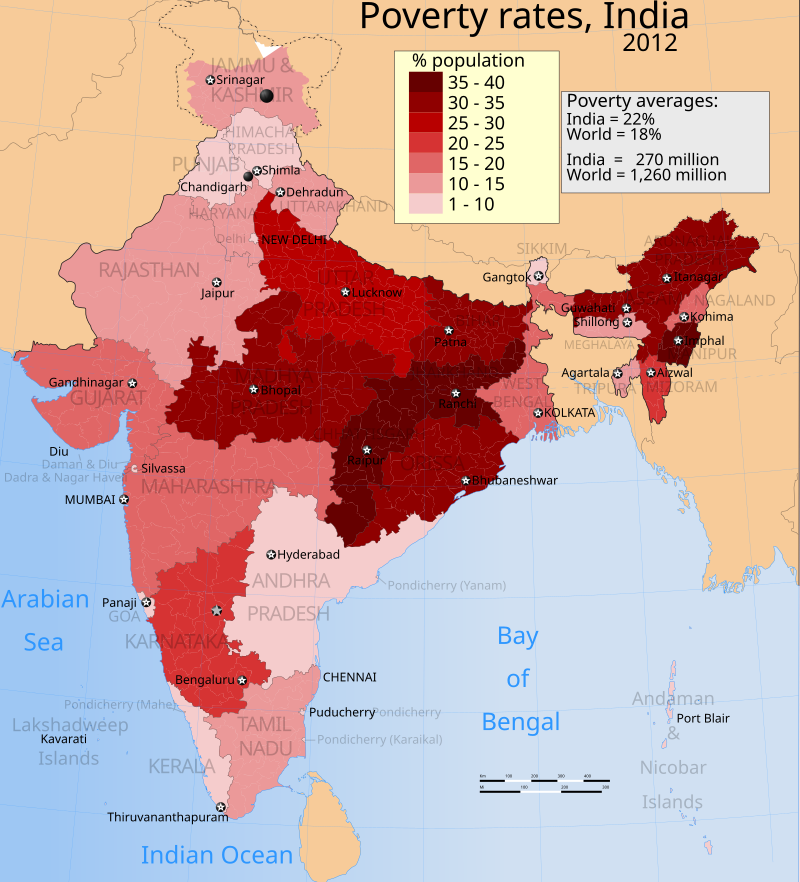 Poverty rates, India
2012
% population
35 - 40
30 - 35
25 - 30
20 - 25
15 - 20
10 - 15
1 - 10
Poverty averages:
India = 22%
World = 18%
India = 270 million
World = 1,260 million
JAMMU &
KASHMIR
Srinagar
HIMACHA
PRADESH
PUNJAB
Shimla
Chandigarh
Dehradun
UTTARAKHAND
HARYANA
Delhi
NEW DELHI
RAJASTHAN
Jaipur
UTTAR
Lucknow
SIKKIM
Gangtok
Itanagar
Guwahati
NAGALAND
Kohima
Shillong
MEGHALAYA
Imphal
NIPUR
Patna
Agartala
TRIPURA
Aizwal
MIZORAM
Gandhinagar
GUJARAT
Bhopal
Ranchi
WEST
BENGAL
KOLKATA
Diu
Daman & Diu
Dadra & Nagar Haveli
Silvassa
MUMBAI
MAHARASHTRA
Raipur
Bhubaneshwar
Hyderabad
ANDHRA
PRADESH
Pondicherry (Yanam)
Arabian
Sea
Panaji
GOA
KARNATAKA
Bay
of
Bengal
Bengaluru
CHENNAI
Pondicherry (Mahe)
Puducherry
Pondicherry
TAMIL
NADU
Pondicherry (Karaikal)
Lakshadweep
Kavarati
Islands
KERALA
Thiruvananthapuram
Andaman
Port Blair
&
Nicobar
Islands
Km 100 200 300 400
Mi 100 200 300
Indian Ocean